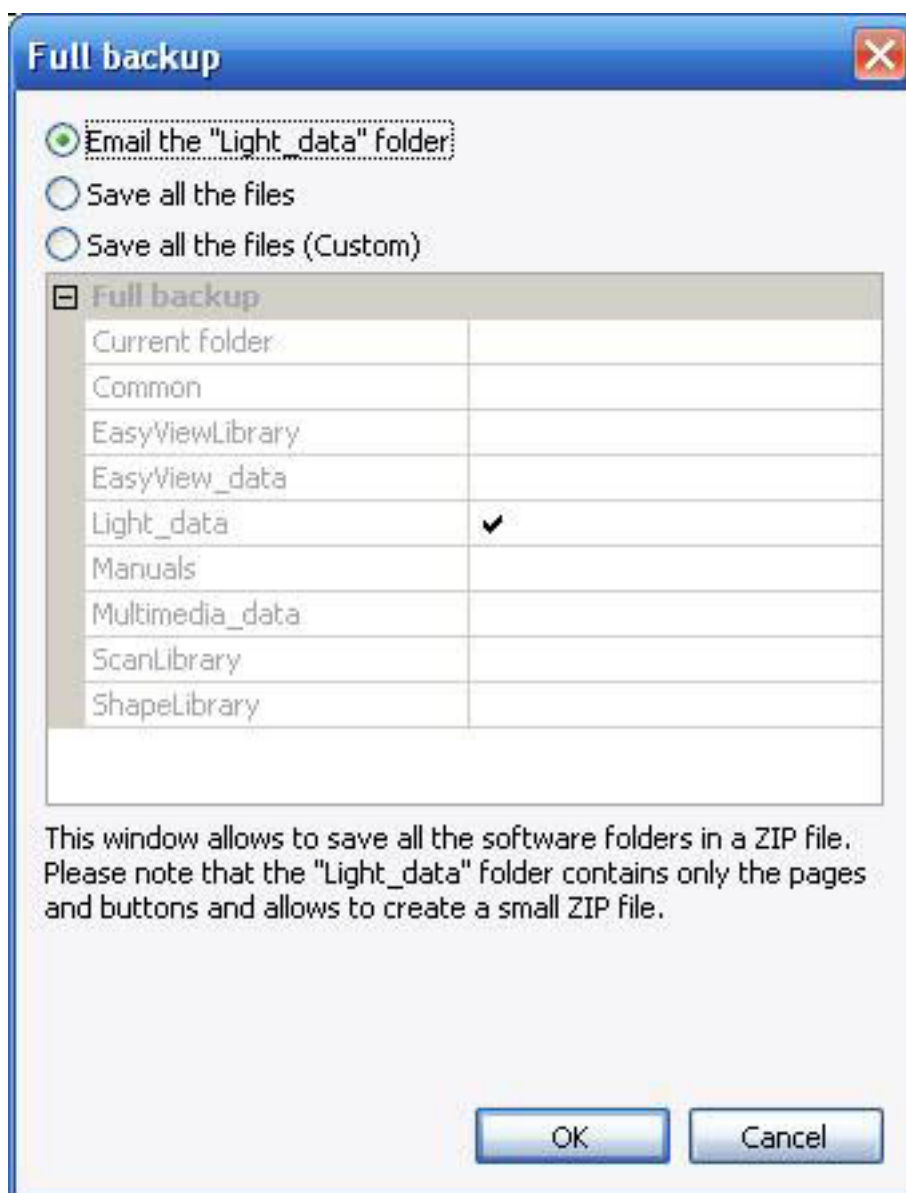 Full backup
Email the "Light_data" folder
Save all the files
Save all the files (Custom)
Full backup
Current folder
Common
EasyViewLibrary
EasyView_data
Light_data
Manuals
Multimedia_data
ScanLibrary
ShapeLibrary
This window allows to save all the software folders in a ZIP file.
Please note that the "Light_data" folder contains only the pages
and buttons and allows to create a small ZIP file.
OK Cancel